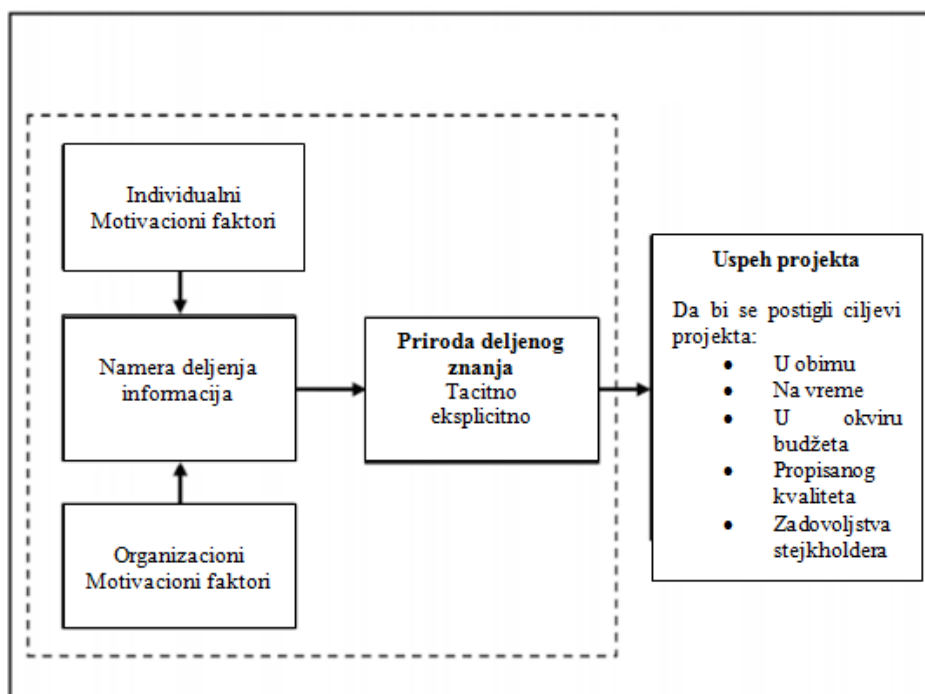 Individualni
Motivacioni faktori
Namera deljenja
informacija
Organizacioni
Motivacioni faktori
Priroda deljenog
znanja
Tacitno
eksplicitno
Uspeh projekta
Da bi se postigli ciljevi
projekta:
• U obimu
• Na vreme
• U okviru
budžeta
• Propisanog
kvaliteta
• Zadovoljstva
stejkholdera